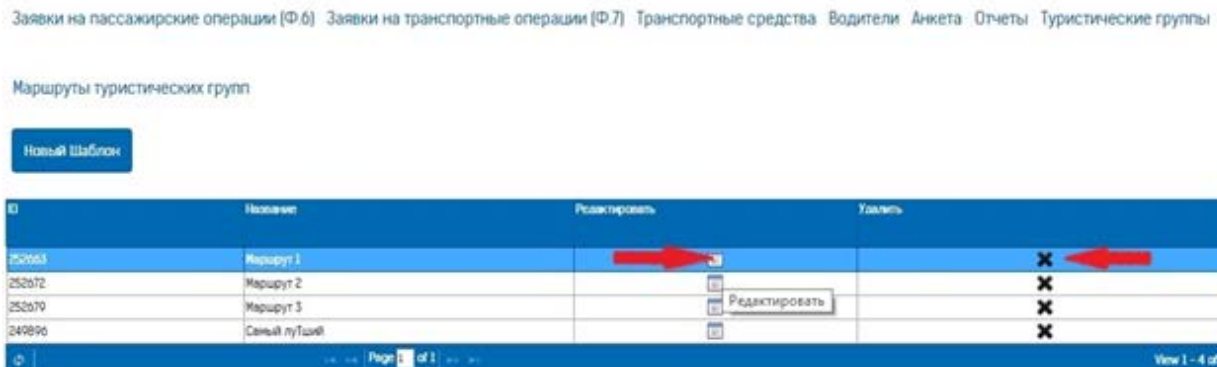 Заявки на пассажирские операции (Ф.6) Заявки на транспортные операции (Ф.7) Транспортные средства Водители Анкета Отчеты Туристические группы
Маршруты туристических групп
Новый Шаблон
ID Название Редактировать Удалить
252663 Маршрут 1
252672 Маршрут 2
Редактировать
252679 Маршрут 3
249896 Самый луТший
Page 1 of 1 View 1 - 4 of